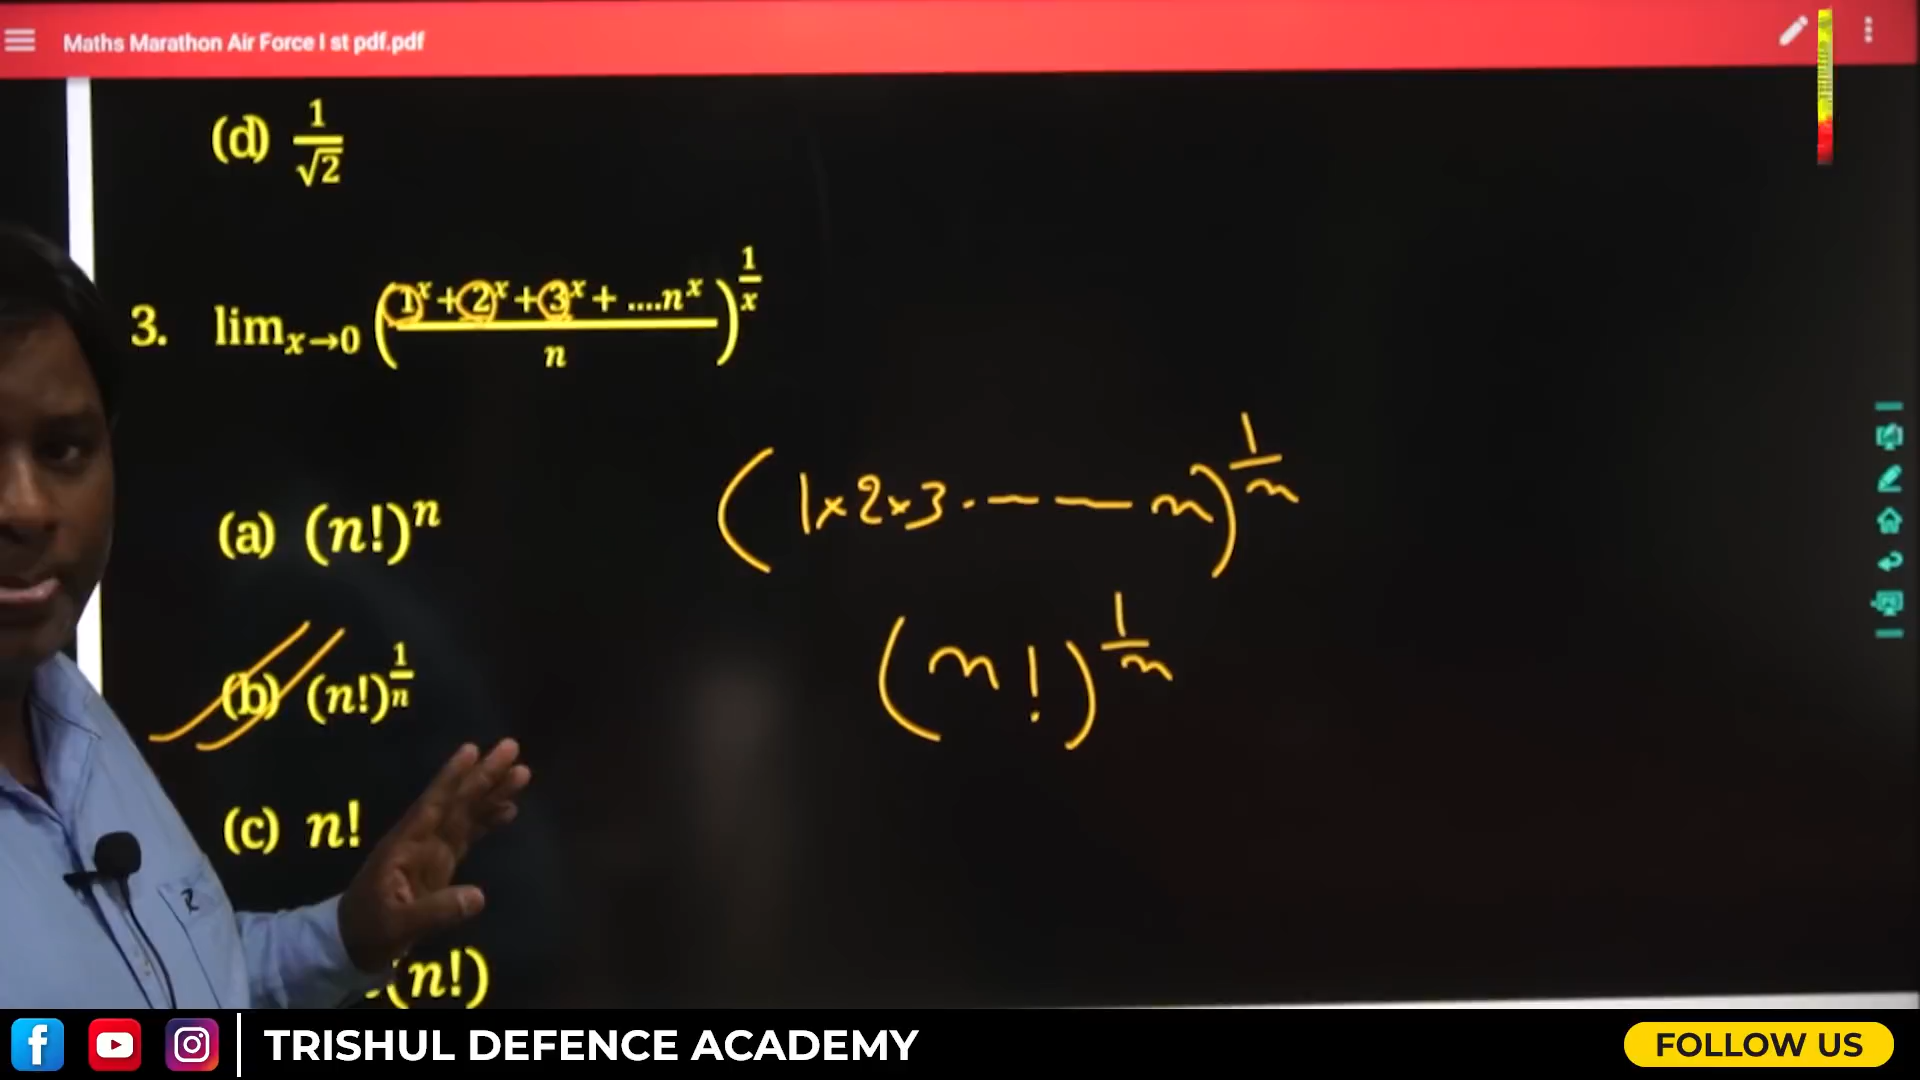 Maths Marathon Air Force I st pdf.pdf
(d) 1/√2
3. lim_{x→0} ((1^x + 2^x + 3^x + ....n^x)/n)^{1/x}
(1×2×3.— — n)^{1/n}
(a) (n!)^n
(n!)^{1/n}
(b) (n!)^{1/n}
(c) n!
(n!)
TRISHUL DEFENCE ACADEMY
FOLLOW US